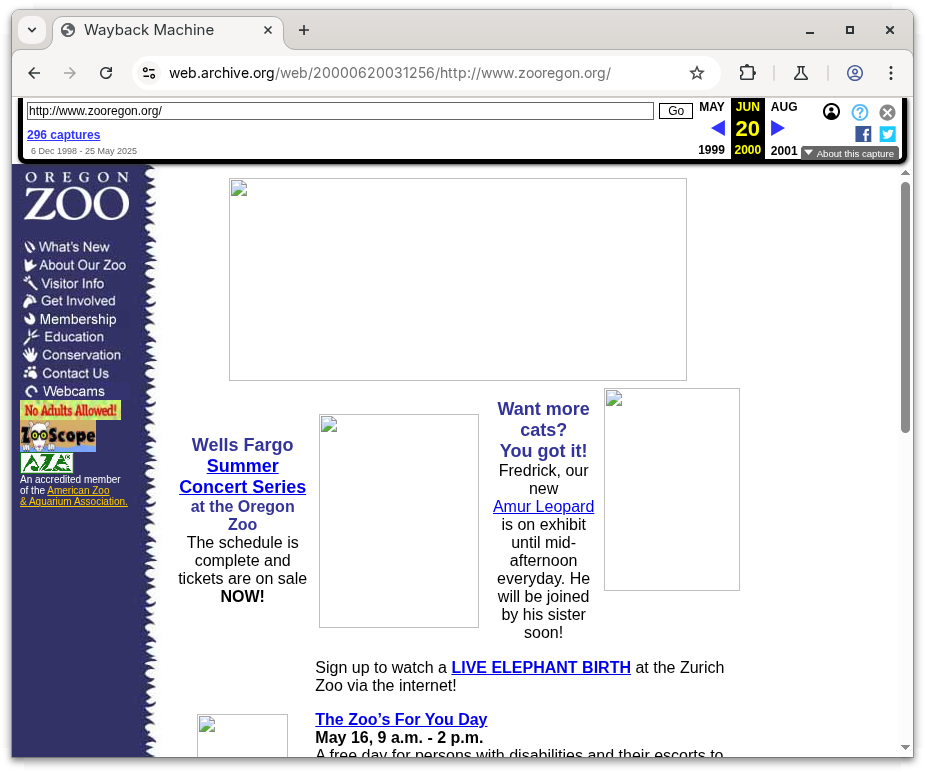 Wayback Machine
web.archive.org/web/20000620031256/http://www.zooregon.org/
http://www.zooregon.org/
Go
MAY
JUN
AUG
296 captures
20
6 Dec 1998 - 25 May 2025
1999
2000
2001
About this capture
OREGON
ZOO
What's New
About Our Zoo
Visitor Info
Get Involved
Membership
Education
Conservation
Contact Us
Webcams
No Adults Allowed!
ZooScope
AZA
An accredited member
of the American Zoo
& Aquarium Association.
Wells Fargo
Summer
Concert Series
at the Oregon
Zoo
The schedule is
complete and
tickets are on sale
NOW!
Want more
cats?
You got it!
Fredrick, our
new
Amur Leopard
is on exhibit
until mid-
afternoon
everyday. He
will be joined
by his sister
soon!
Sign up to watch a LIVE ELEPHANT BIRTH at the Zurich
Zoo via the internet!
The Zoo’s For You Day
May 16, 9 a.m. - 2 p.m.
A free day for persons with disabilities and their escorts to